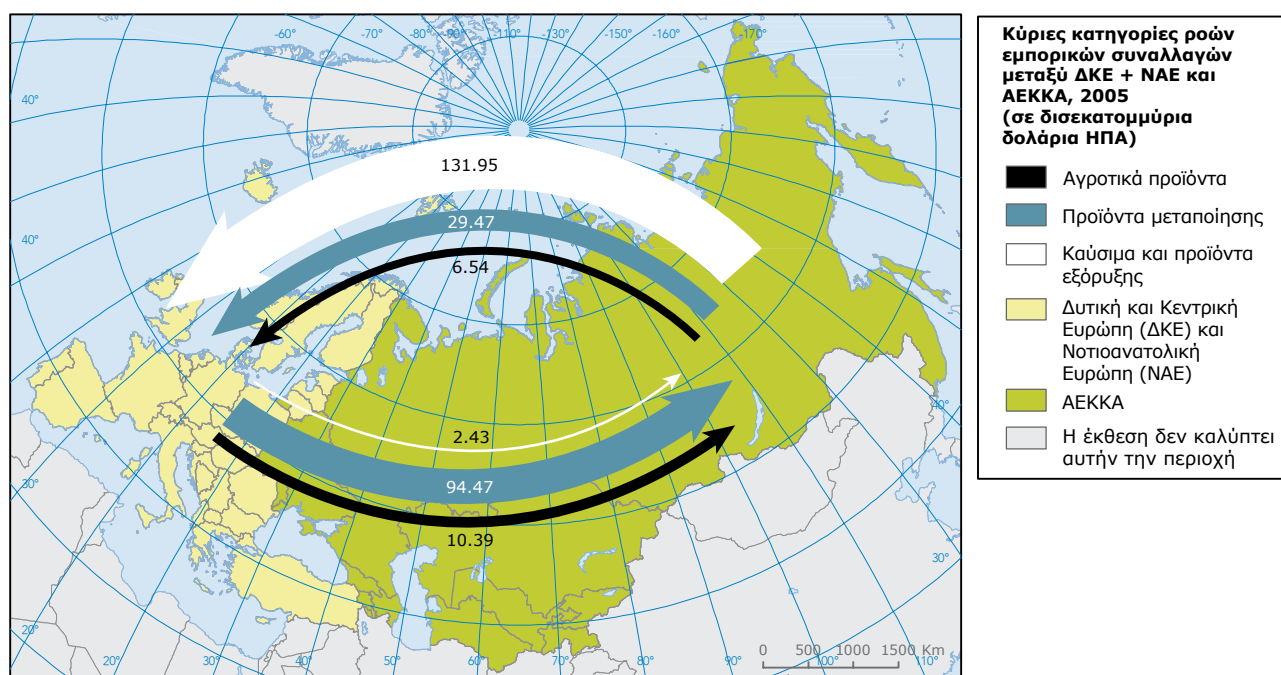 -60°
-70°
-80°
-90°
-100°
-110°
-130°
-150°
-160°
-170°
40°
40°
30°
20°
10°
20°
30°
40°
50°
60°
70°
80°
90°
100°
110°
30°
40°
131.95
29.47
6.54
2.43
94.47
10.39
0 500 1000 1500 Km
Κύριες κατηγορίες ροών
εμπορικών συναλλαγών
μεταξύ ΔΚΕ + ΝΑΕ και
ΑΕΚΚΑ, 2005
(σε δισεκατομμύρια
δολάρια ΗΠΑ)
Αγροτικά προϊόντα
Προϊόντα μεταποίησης
Καύσιμα και προϊόντα
εξόρυξης
Δυτική και Κεντρική
Ευρώπη (ΔΚΕ) και
Νοτιοανατολική
Ευρώπη (ΝΑΕ)
ΑΕΚΚΑ
Η έκθεση δεν καλύπτει
αυτήν την περιοχή